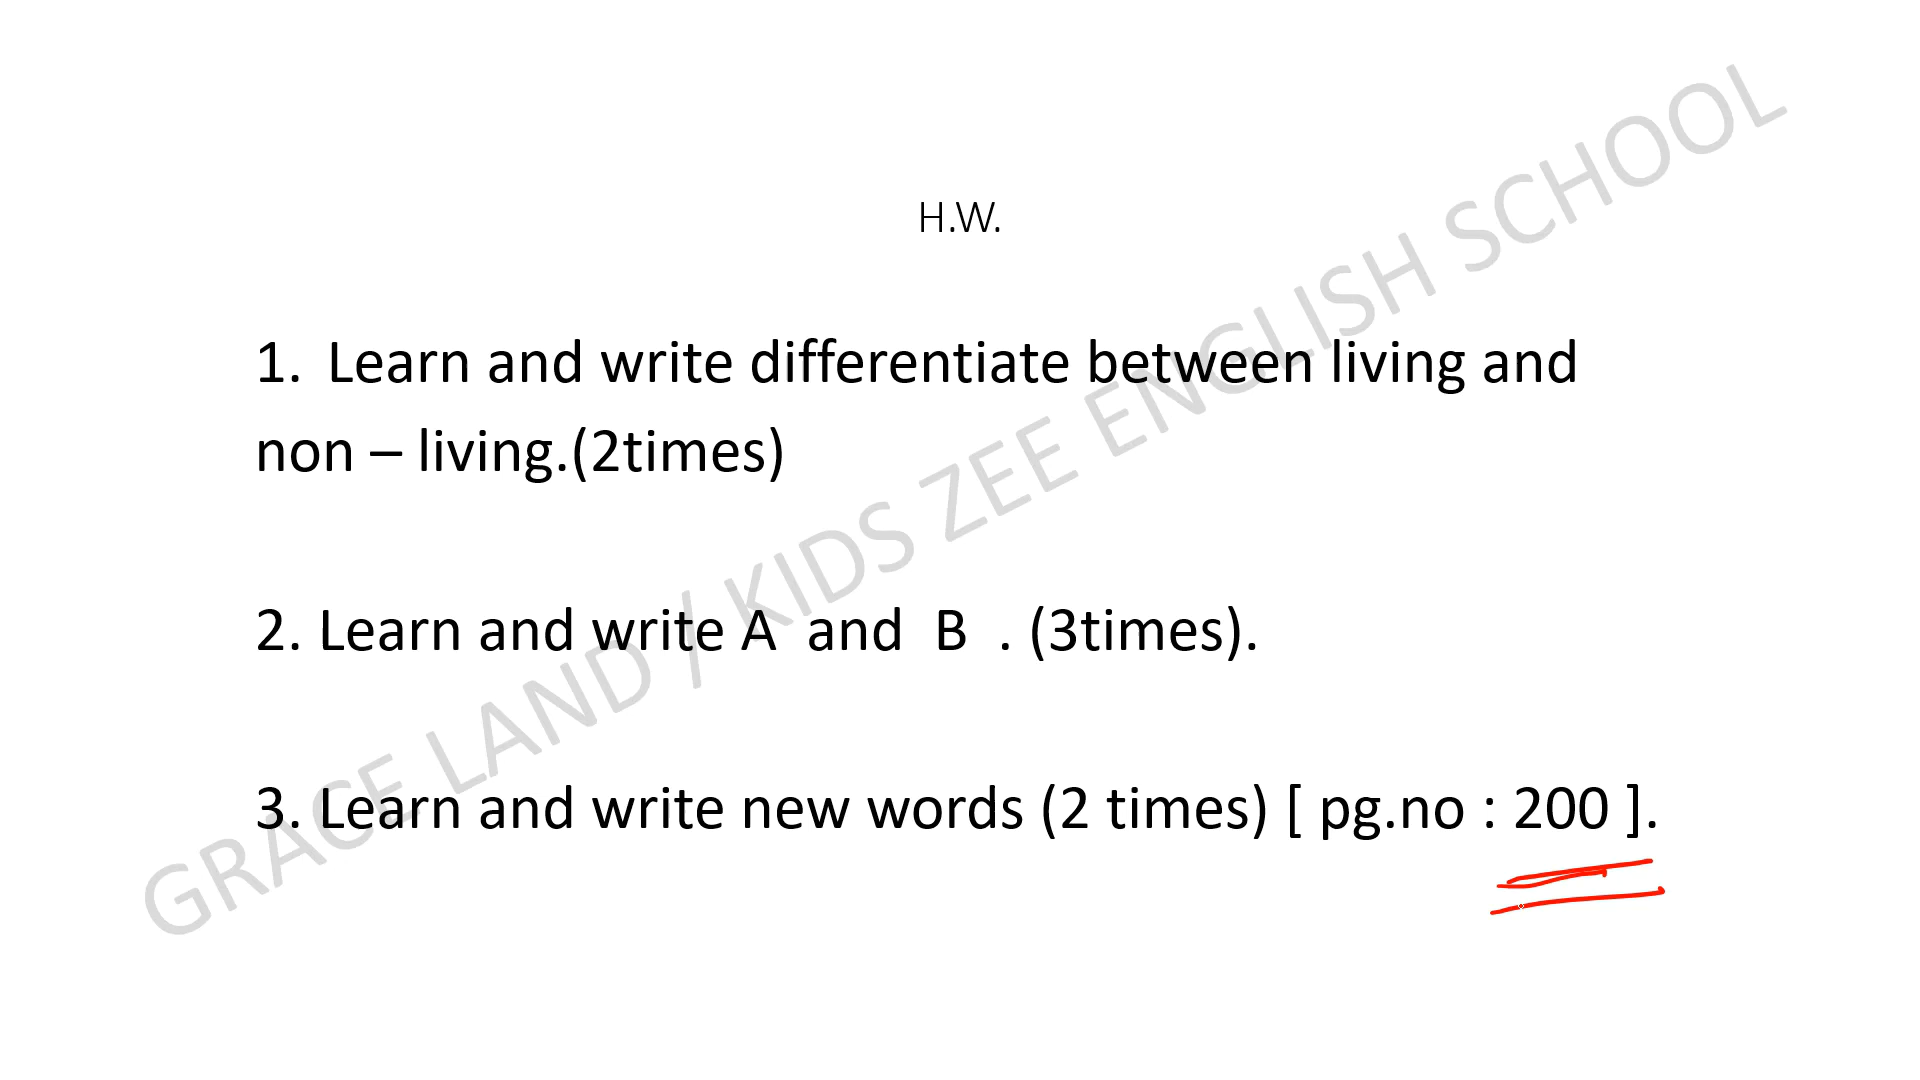 H.W.
1. Learn and write differentiate between living and
non – living.(2times)
2. Learn and write A and B . (3times).
3. Learn and write new words (2 times) [ pg.no : 200 ].
GRACE LAND / KIDS ZEE ENGLISH SCHOOL